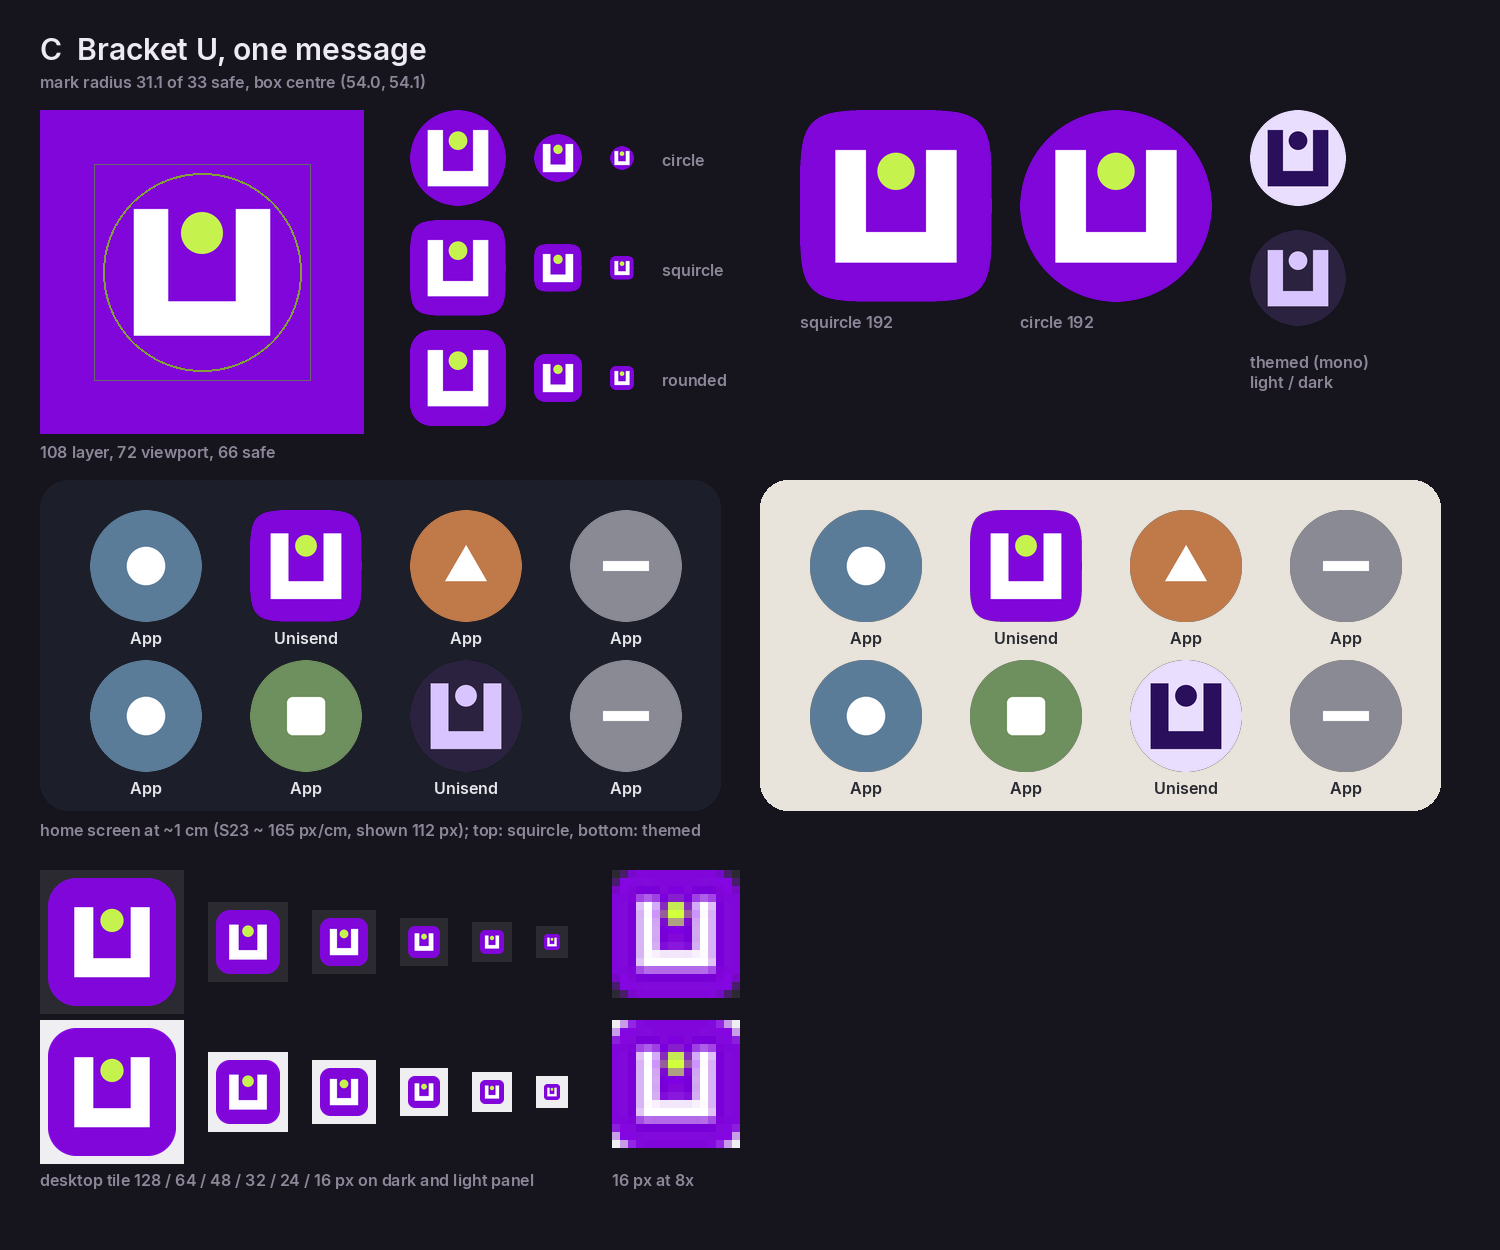 C Bracket U, one message
mark radius 31.1 of 33 safe, box centre (54.0, 54.1)
circle
squircle
rounded
108 layer, 72 viewport, 66 safe
squircle 192
circle 192
themed (mono)
light / dark
App Unisend App App
App App Unisend App
App Unisend App App
App App Unisend App
home screen at ~1 cm (S23 ~ 165 px/cm, shown 112 px); top: squircle, bottom: themed
desktop tile 128 / 64 / 48 / 32 / 24 / 16 px on dark and light panel
16 px at 8x